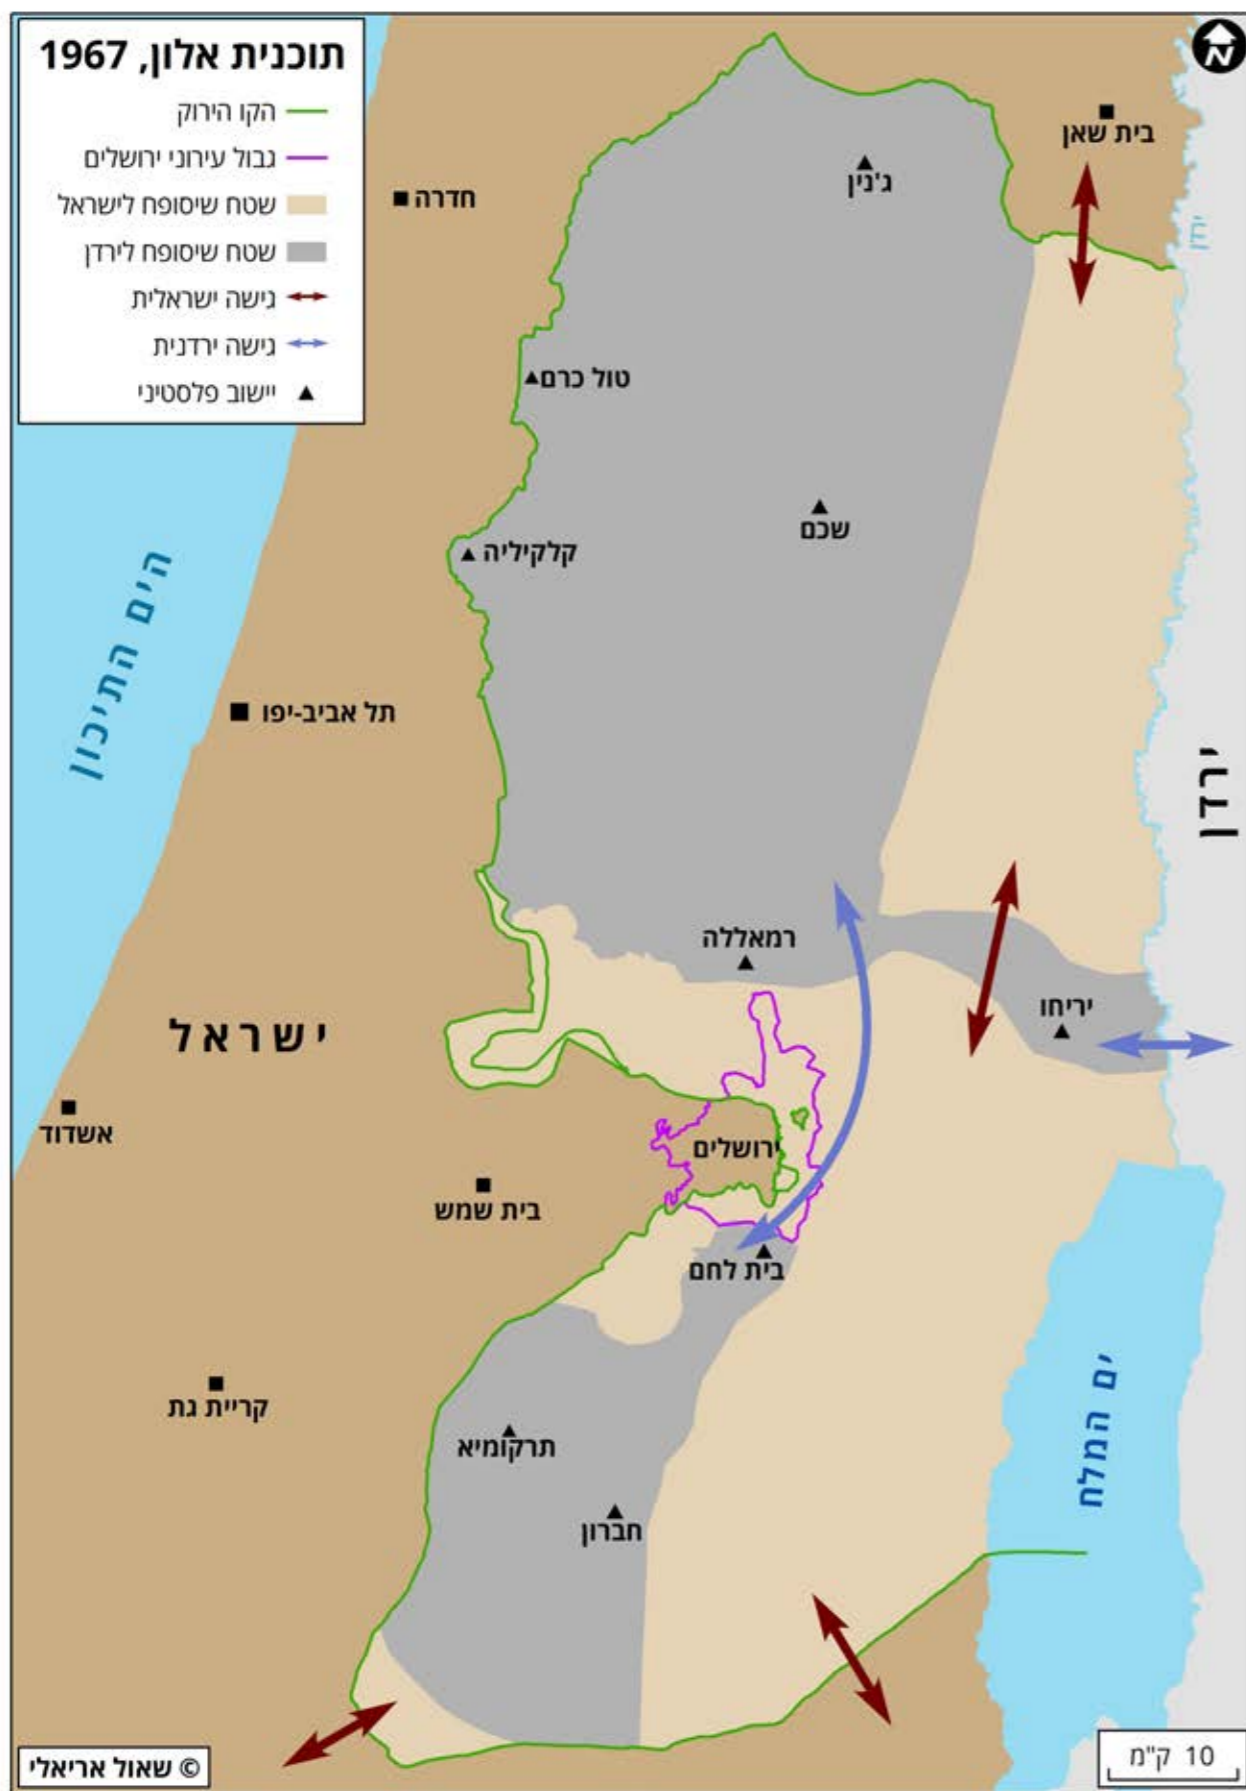 תוכנית אלון, 1967
הקו הירוק
גבול עירוני ירושלים
שטח שיסופח לישראל
שטח שיסופח לירדן
גישה ישראלית
גישה ירדנית
יישוב פלסטיני
N
בית שאן
ג'נין
חדרה
ירדן
טול כרם
שכם
קלקיליה
הים התיכון
תל אביב-יפו
ירדן
רמאללה
יריחו
ישראל
אשדוד
ירושלים
בית שמש
בית לחם
קריית גת
ים המלח
תרקומיא
חברון
10 ק"מ
© שאול אריאלי